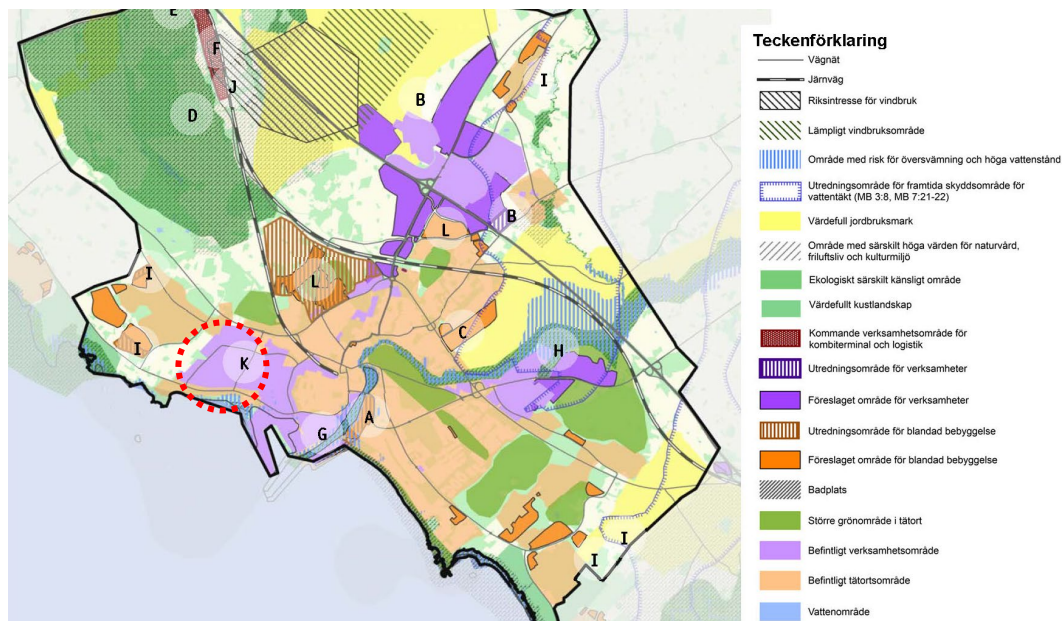 E
F
J
D
B
I
B
L
L
I
I
K
C
H
A
G
I
I
Teckenförklaring
Vägnät
Järnväg
Riksintresse för vindbruk
Lämpligt vindbruksområde
Område med risk för översvämning och höga vattenstånd
Utredningsområde för framtida skyddsområde för
vattentäkt (MB 3:8, MB 7:21-22)
Värdefull jordbruksmark
Område med särskilt höga värden för naturvård,
friluftsliv och kulturmiljö
Ekologiskt särskilt känsligt område
Värdefullt kustlandskap
Kommande verksamhetsområde för
kombiterminal och logistik
Utredningsområde för verksamheter
Föreslaget område för verksamheter
Utredningsområde för blandad bebyggelse
Föreslaget område för blandad bebyggelse
Badplats
Större grönområde i tätort
Befintligt verksamhetsområde
Befintligt tätortsområde
Vattenområde